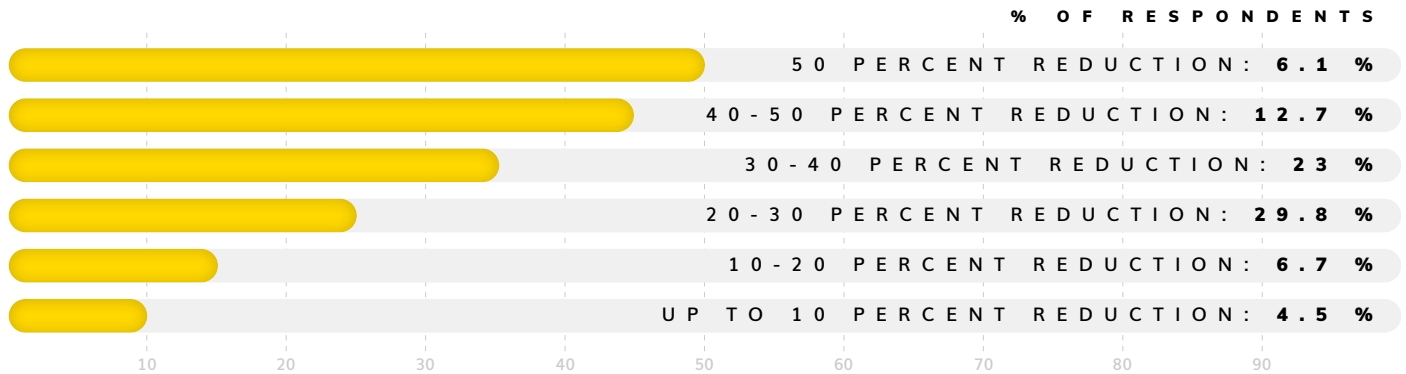 % OF RESPONDENTS
50 PERCENT REDUCTION: 6.1 %
40-50 PERCENT REDUCTION: 12.7 %
30-40 PERCENT REDUCTION: 23 %
20-30 PERCENT REDUCTION: 29.8 %
10-20 PERCENT REDUCTION: 6.7 %
UP TO 10 PERCENT REDUCTION: 4.5 %
10 20 30 40 50 60 70 80 90